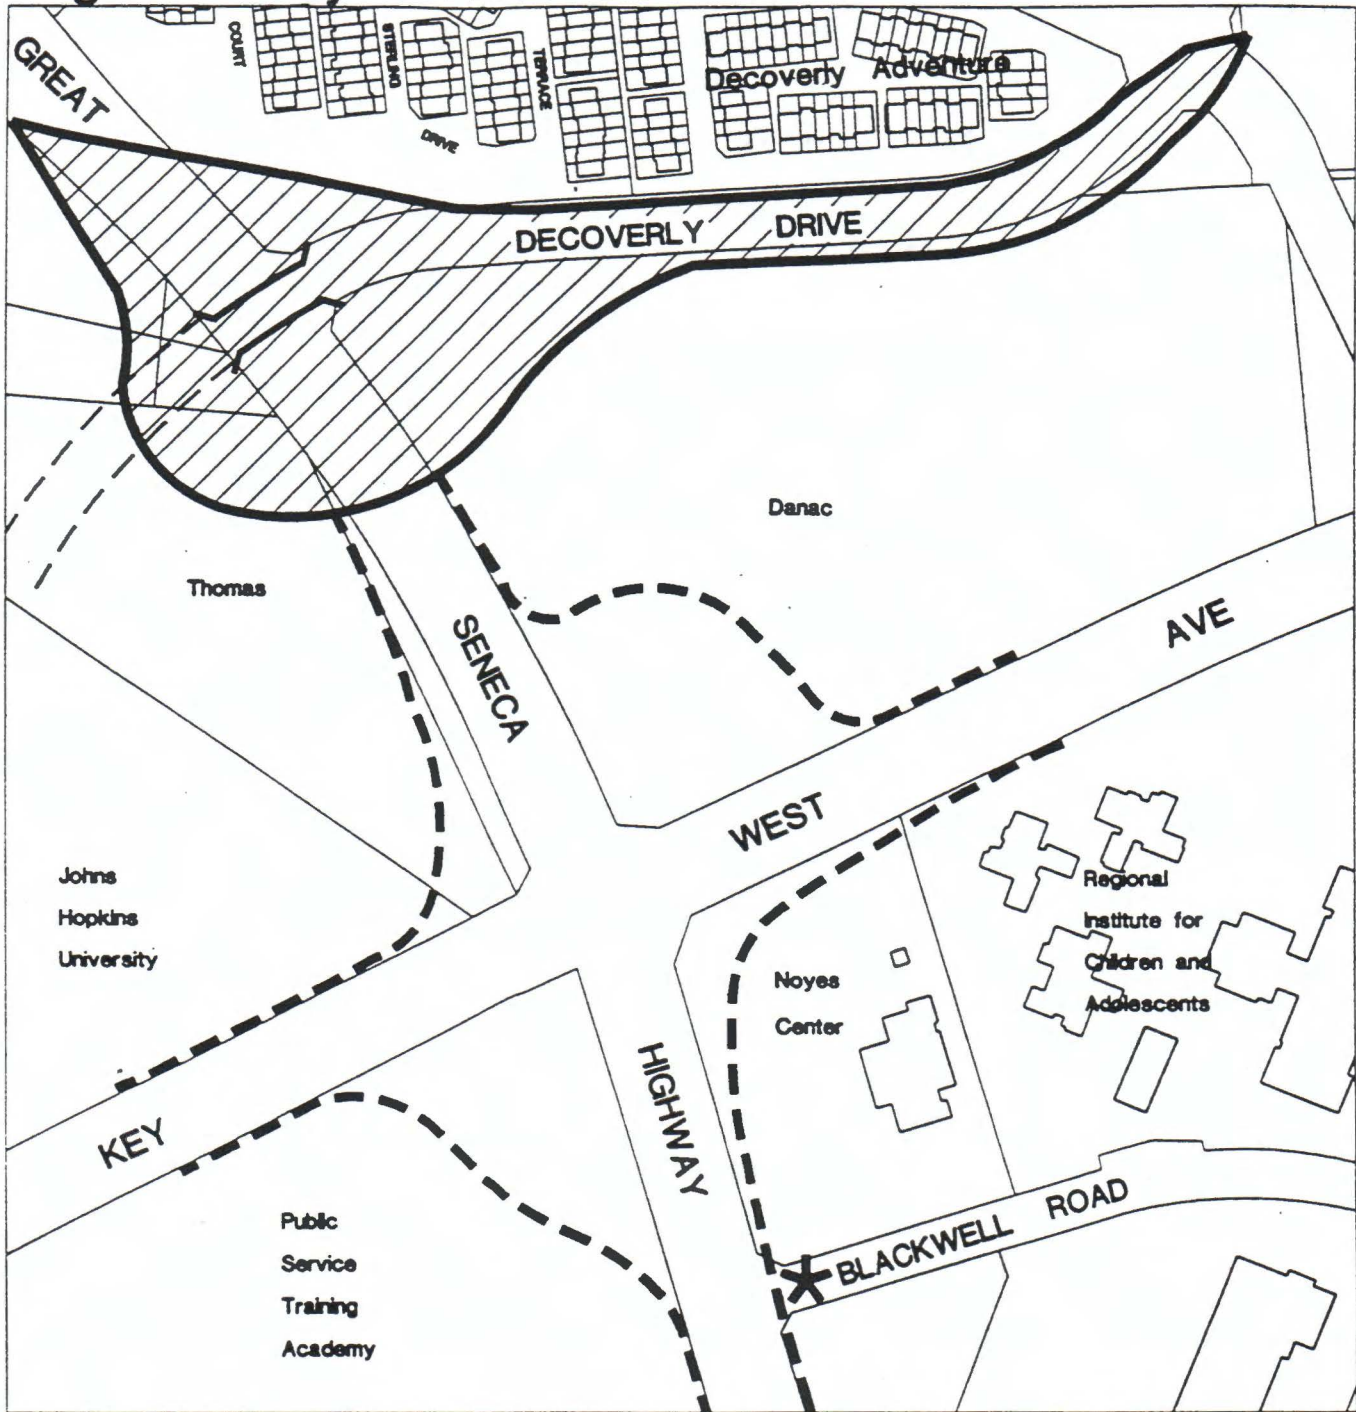 GREAT
COURT
STERLING
DRIVE
TERRACE
Decoverly Adventure
DECOVERLY DRIVE
Danac
Thomas
SENECA
AVE
WEST
Johns
Hopkins
University
Regional
Institute for
Children and
Adolescents
Noyes
Center
HIGHWAY
KEY
BLACKWELL ROAD
Public
Service
Training
Academy